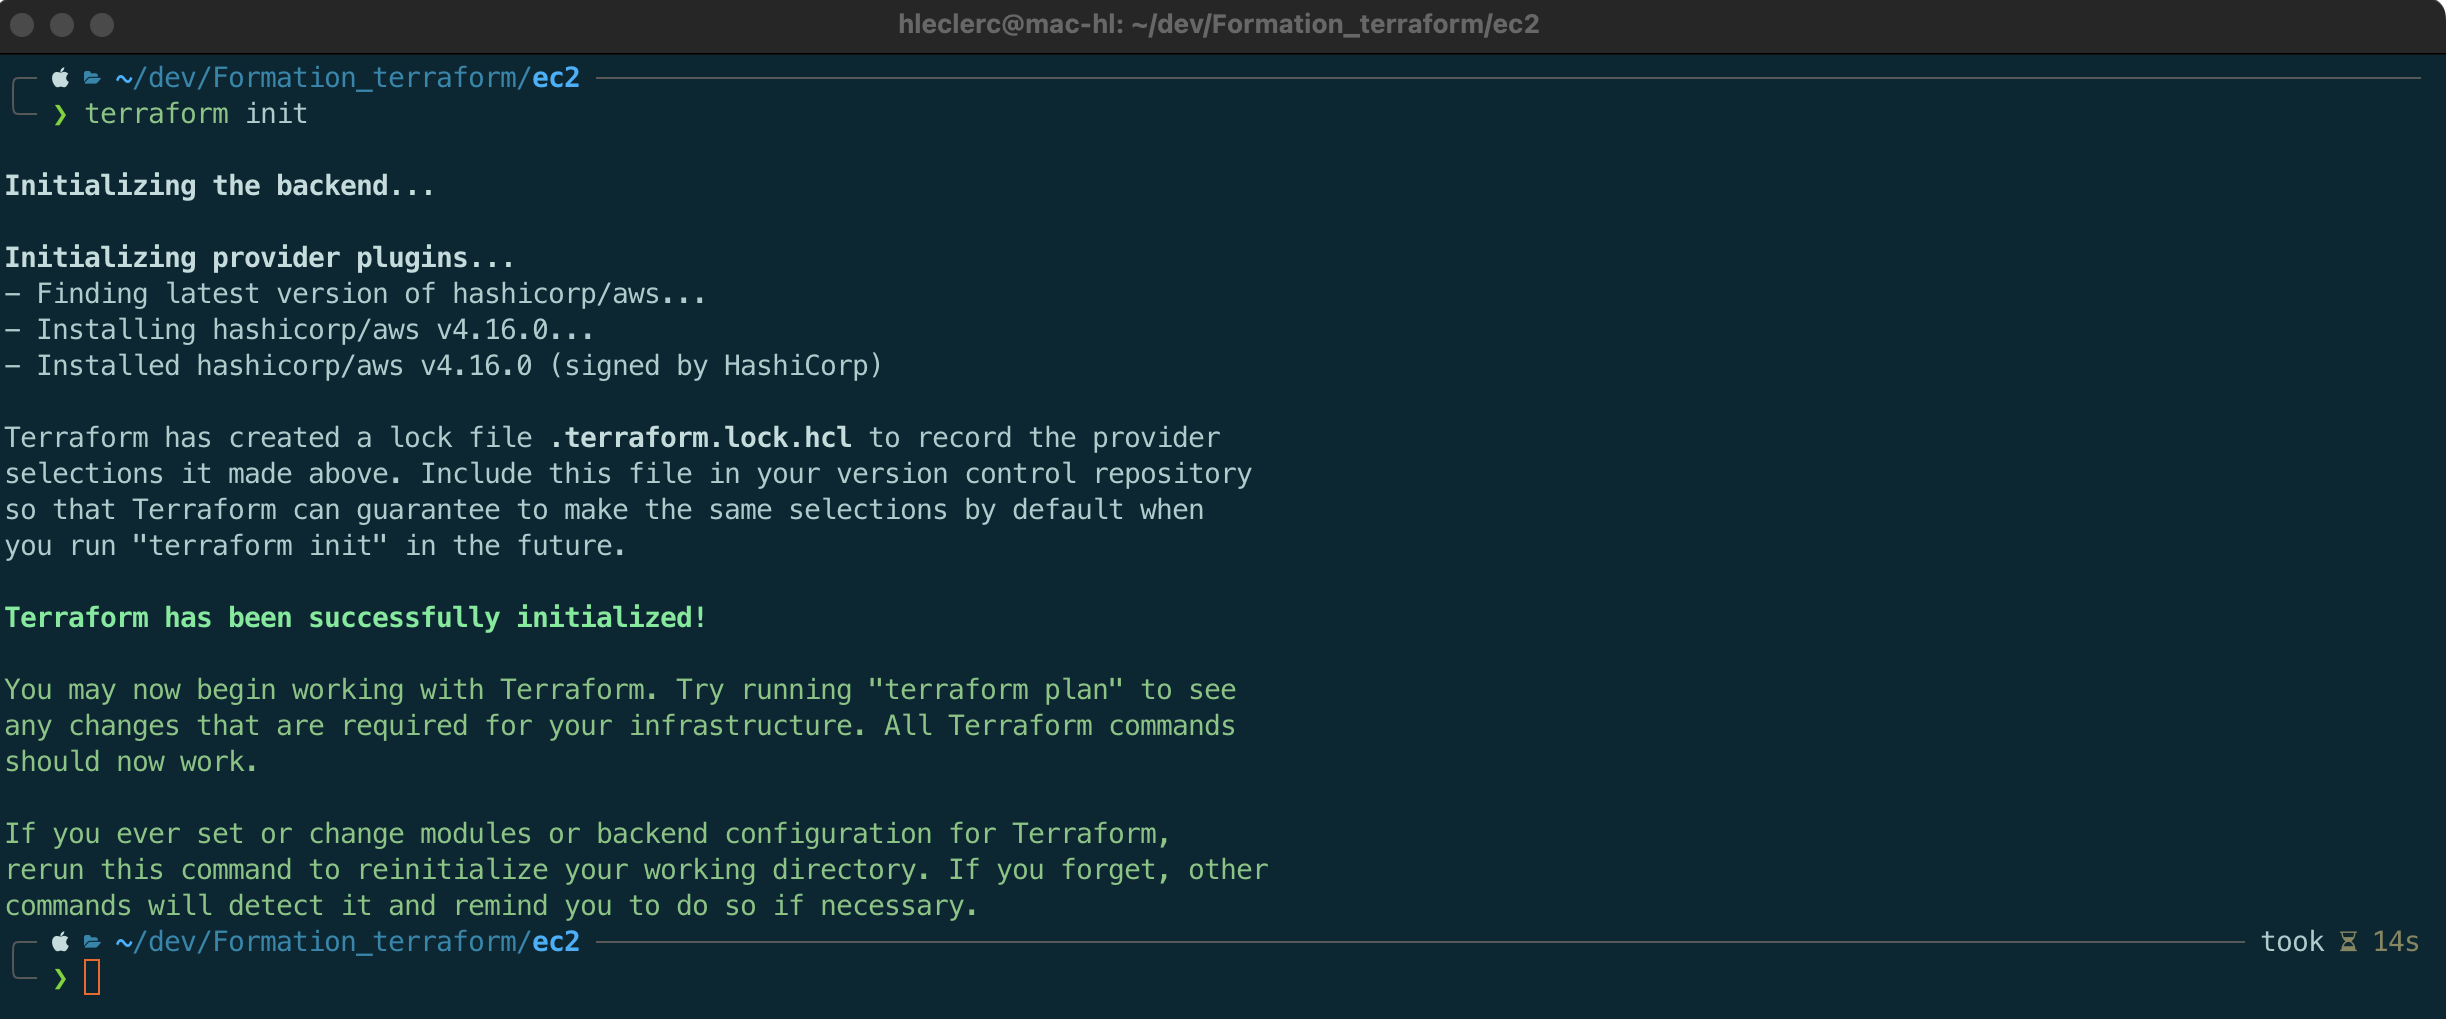 hleclerc@mac-hl: ~/dev/Formation_terraform/ec2
~/dev/Formation_terraform/ec2
❯ terraform init
Initializing the backend...
Initializing provider plugins...
- Finding latest version of hashicorp/aws...
- Installing hashicorp/aws v4.16.0...
- Installed hashicorp/aws v4.16.0 (signed by HashiCorp)
Terraform has created a lock file .terraform.lock.hcl to record the provider
selections it made above. Include this file in your version control repository
so that Terraform can guarantee to make the same selections by default when
you run "terraform init" in the future.
Terraform has been successfully initialized!
You may now begin working with Terraform. Try running "terraform plan" to see
any changes that are required for your infrastructure. All Terraform commands
should now work.
If you ever set or change modules or backend configuration for Terraform,
rerun this command to reinitialize your working directory. If you forget, other
commands will detect it and remind you to do so if necessary.
~/dev/Formation_terraform/ec2 took ⌛ 14s
❯